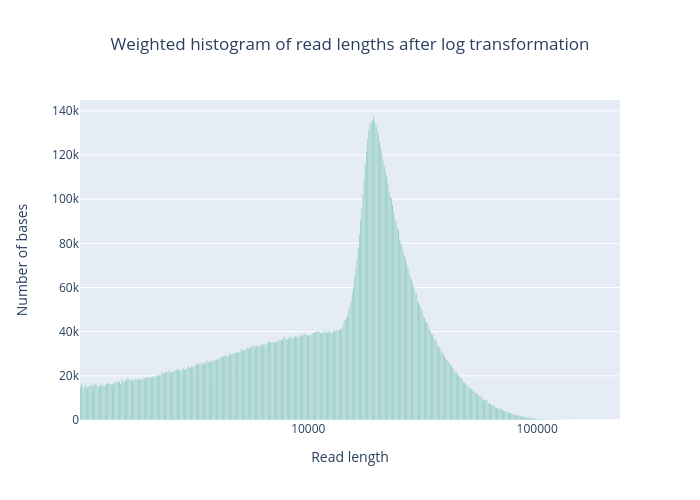 Weighted histogram of read lengths after log transformation
140k
120k
100k
80k
60k
40k
20k
0
10000 100000
Number of bases
Read length